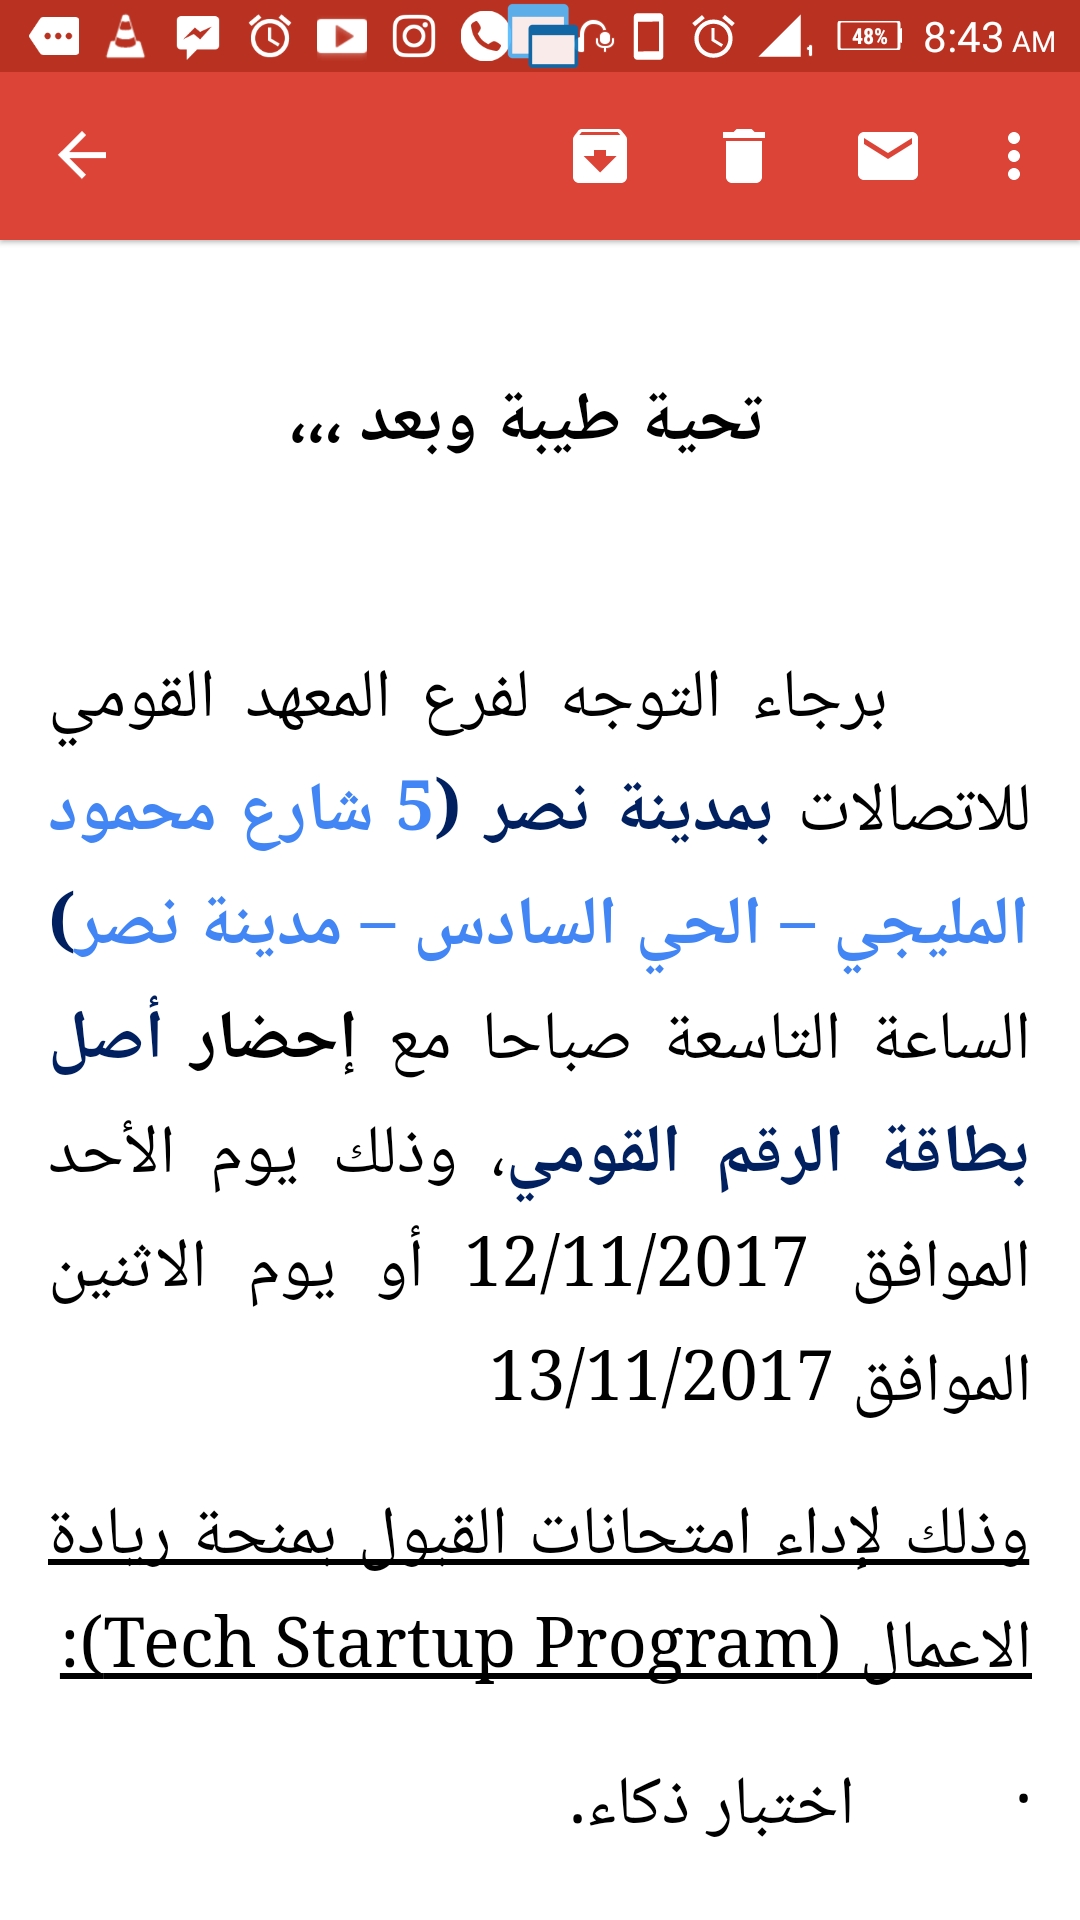 48% 8:43 AM
تحية طيبة وبعد ،،،
برجاء التوجه لفرع المعهد القومي
للاتصالات بمدينة نصر (5 شارع محمود
المليجي – الحي السادس – مدينة نصر)
الساعة التاسعة صباحا مع إحضار أصل
بطاقة الرقم القومي، وذلك يوم الأحد
الموافق 12/11/2017 أو يوم الاثنين
الموافق 13/11/2017
وذلك لإداء امتحانات القبول بمنحة ريادة
الاعمال (Tech Startup Program):
· اختبار ذكاء.